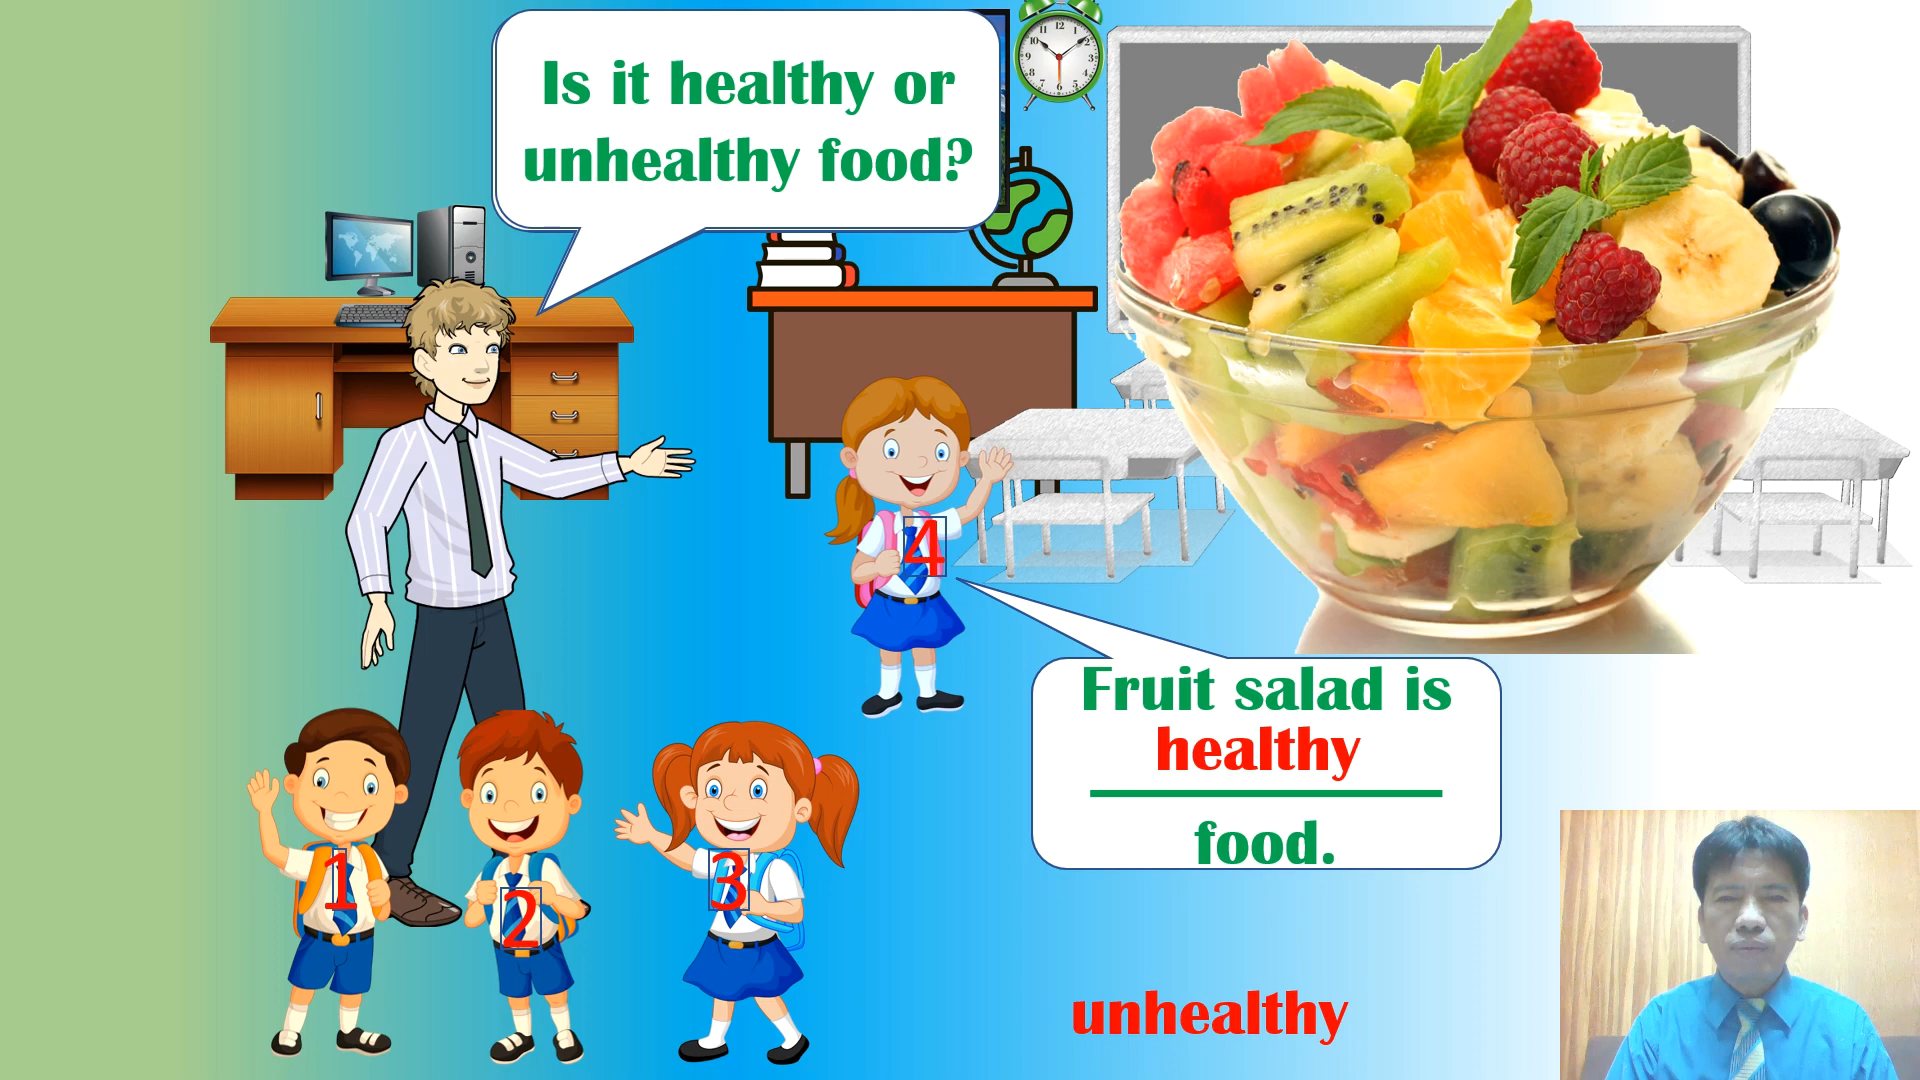 Is it healthy or
unhealthy food?
Fruit salad is
healthy
food.
4
1
2
3
unhealthy